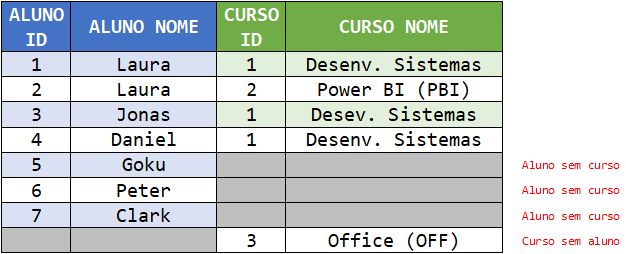 ALUNO ID ALUNO NOME CURSO ID CURSO NOME
1 Laura 1 Desenv. Sistemas
2 Laura 2 Power BI (PBI)
3 Jonas 1 Desev. Sistemas
4 Daniel 1 Desenv. Sistemas
5 Goku Aluno sem curso
6 Peter Aluno sem curso
7 Clark Aluno sem curso
3 Office (OFF) Curso sem aluno